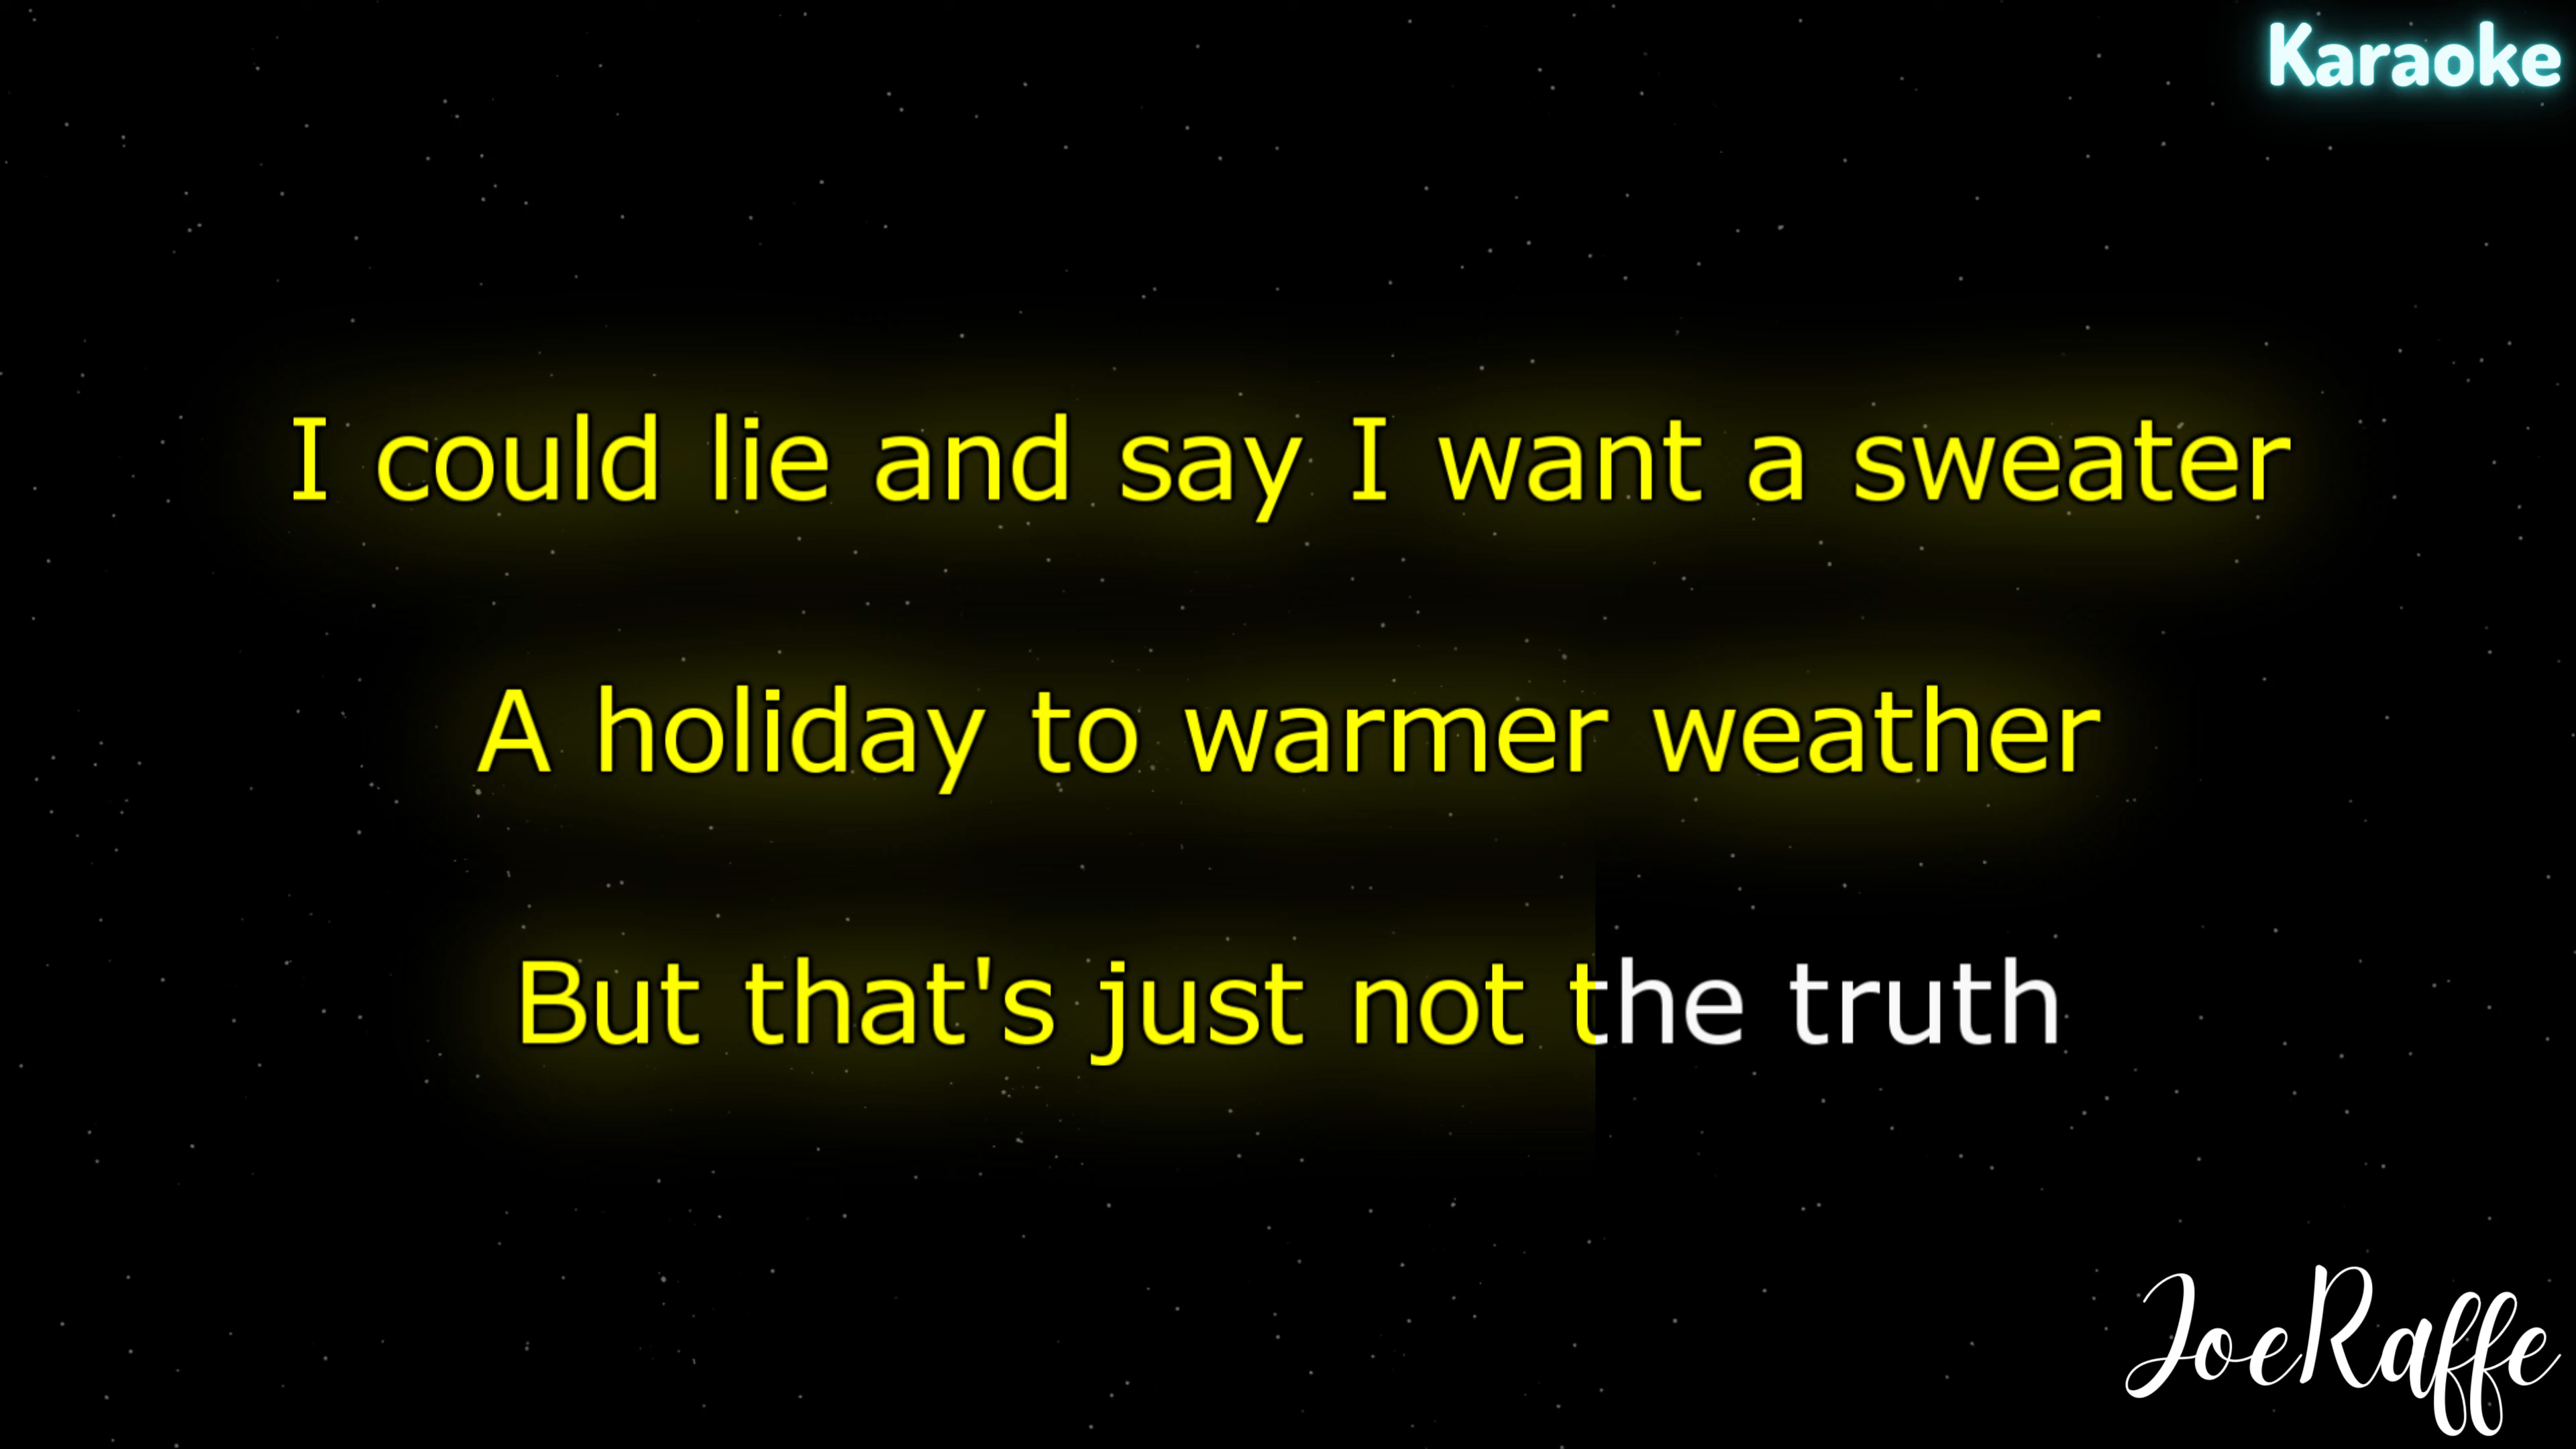 Karaoke
I could lie and say I want a sweater
A holiday to warmer weather
But that's just not the truth
JoeRaffe